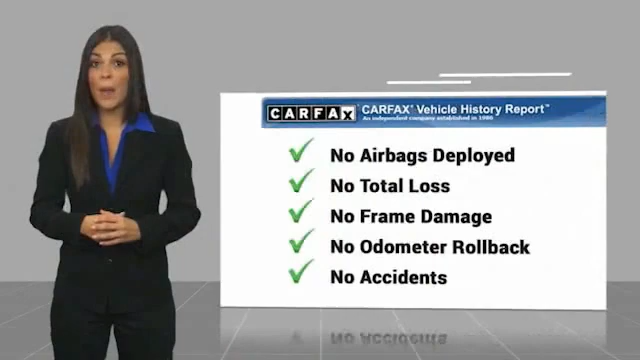 CARFAX CARFAX® Vehicle History Report™
An independent company established in 1986
No Airbags Deployed
No Total Loss
No Frame Damage
No Odometer Rollback
No Accidents